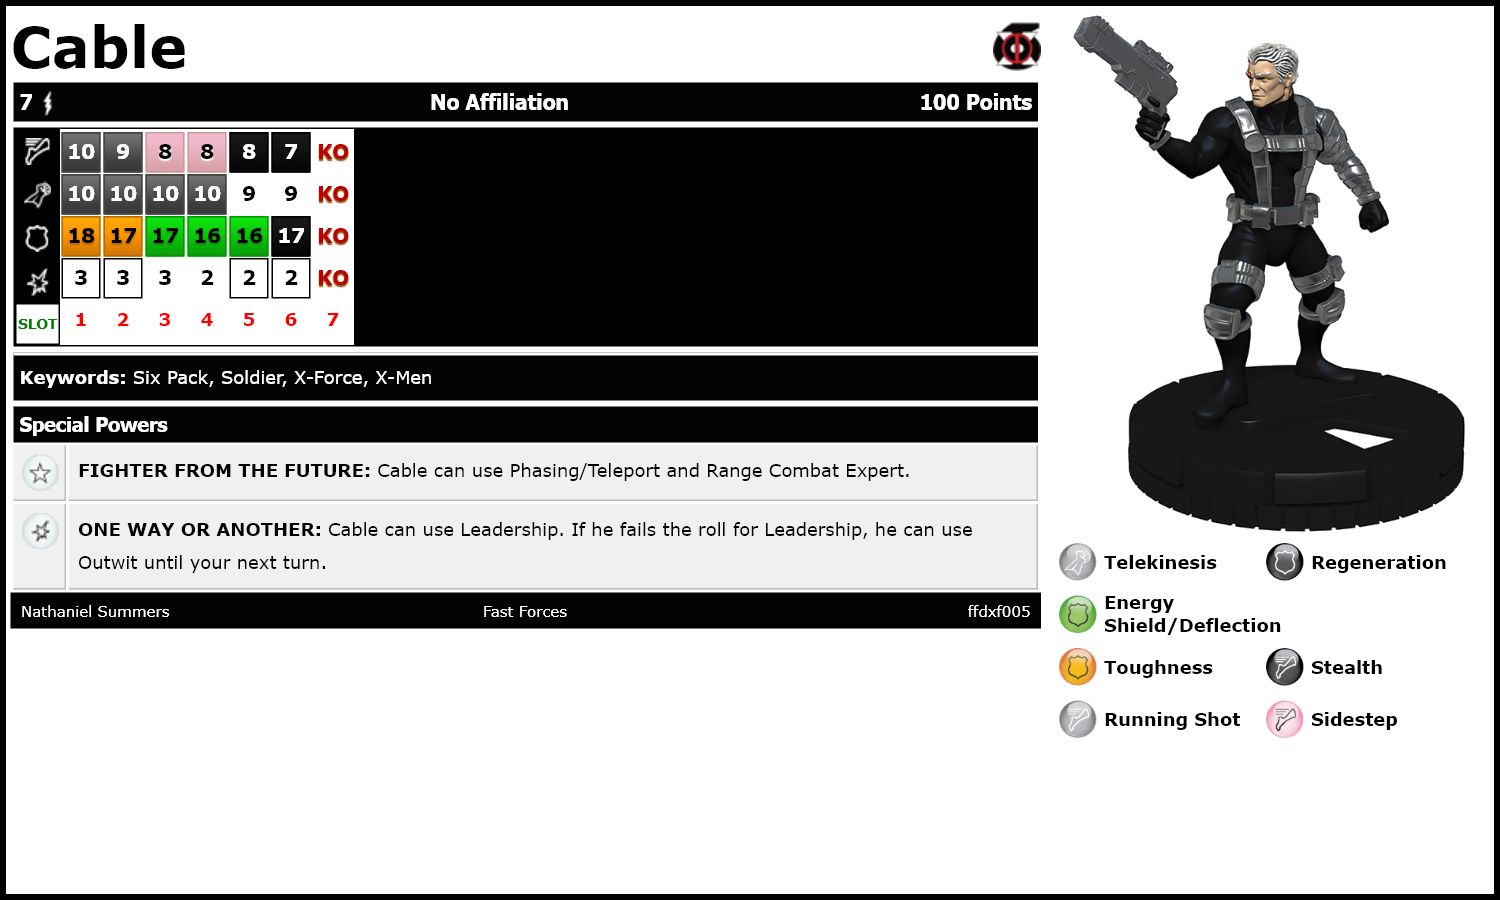 Cable
7 No Affiliation 100 Points
10 9 8 8 8 7 KO
10 10 10 10 9 9 KO
18 17 17 16 16 17 KO
3 3 3 2 2 2 KO
SLOT 1 2 3 4 5 6 7
Keywords: Six Pack, Soldier, X-Force, X-Men
Special Powers
FIGHTER FROM THE FUTURE: Cable can use Phasing/Teleport and Range Combat Expert.
ONE WAY OR ANOTHER: Cable can use Leadership. If he fails the roll for Leadership, he can use
Outwit until your next turn.
Nathaniel Summers Fast Forces ffdxf005
Telekinesis Regeneration
Energy
Shield/Deflection
Toughness Stealth
Running Shot Sidestep